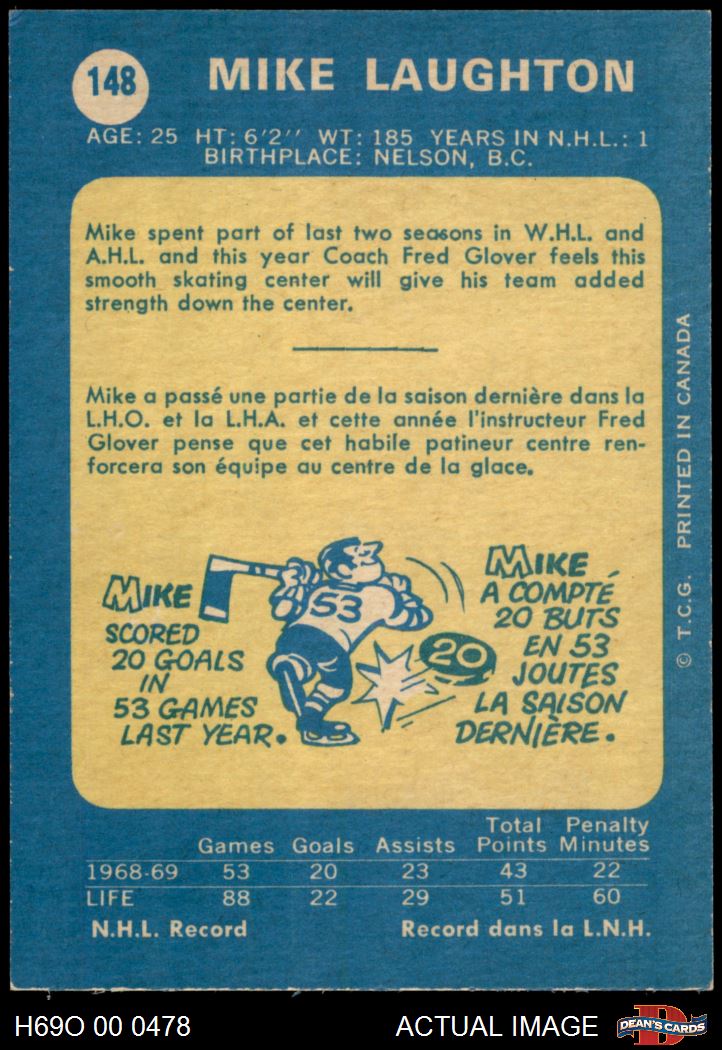 148
MIKE LAUGHTON
AGE: 25 HT: 6'2'' WT: 185 YEARS IN N.H.L.: 1
BIRTHPLACE: NELSON, B.C.
Mike spent part of last two seasons in W.H.L. and
A.H.L. and this year Coach Fred Glover feels this
smooth skating center will give his team added
strength down the center.
Mike a passé une partie de la saison dernière dans la
L.H.O. et la L.H.A. et cette année l'instructeur Fred
Glover pense que cet habile patineur centre ren-
forcera son équipe au centre de la glace.
MIKE
SCORED
20 GOALS
IN
53 GAMES
LAST YEAR.
53
20
MIKE
A COMPTÉ
20 BUTS
EN 53
JOUTES
LA SAISON
DERNIÈRE.
© T.C.G. PRINTED IN CANADA
Games Goals Assists Total Points Penalty Minutes
1968-69 53 20 23 43 22
LIFE 88 22 29 51 60
N.H.L. Record Record dans la L.N.H.
H69O 00 0478 ACTUAL IMAGE
D
DEAN'S CARDS